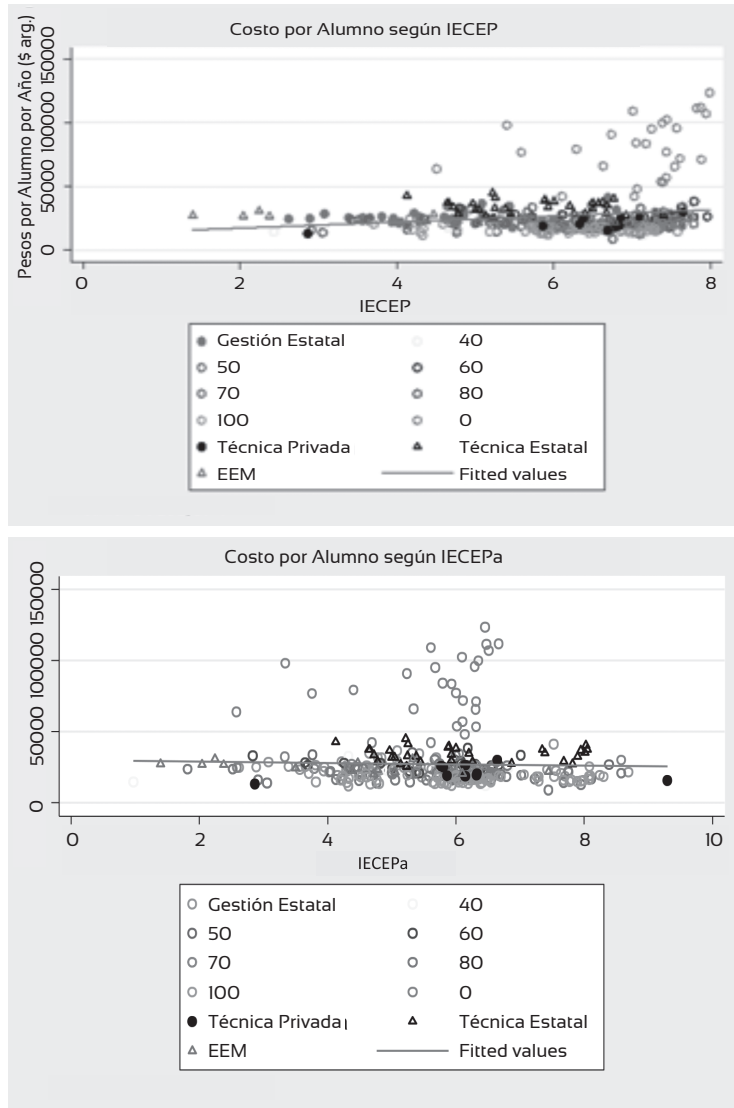 Costo por Alumno según IECEP
Pesos por Alumno por Año ($ arg.)
0 50000 100000 150000
0 2 4 6 8
IECEP
Gestión Estatal 40
50 60
70 80
100 0
Técnica Privada Técnica Estatal
EEM Fitted values
Costo por Alumno según IECEPa
0 50000 100000 150000
0 2 4 6 8 10
IECEPa
Gestión Estatal 40
50 60
70 80
100 0
Técnica Privada Técnica Estatal
EEM Fitted values